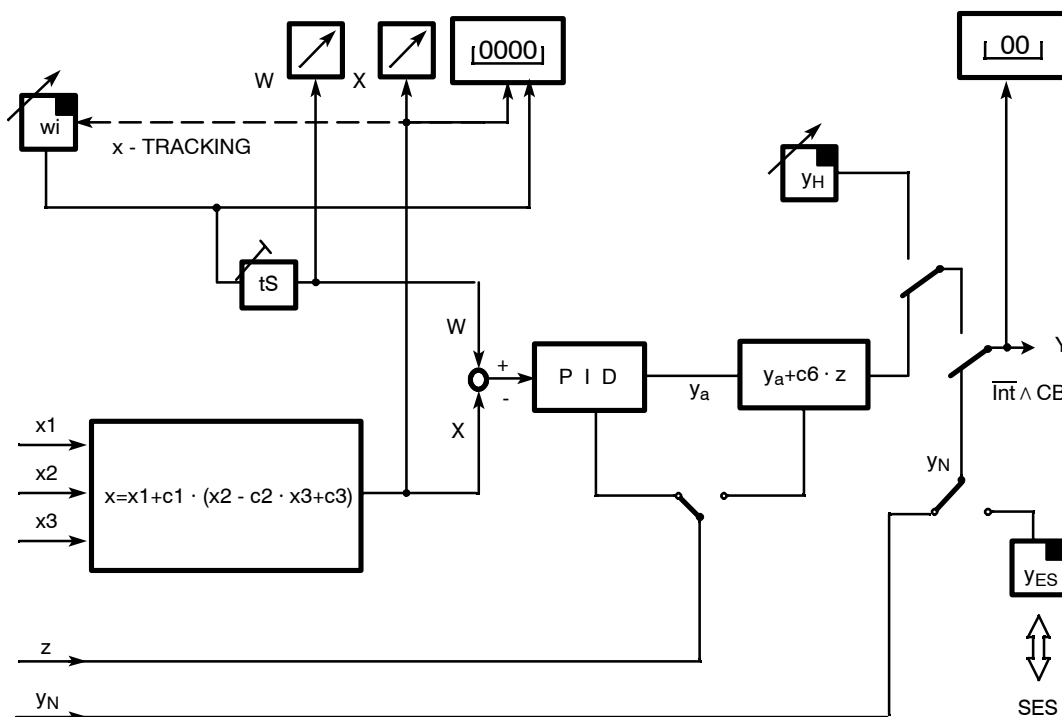 0000
00
W
X
wi
x - TRACKING
yH
tS
W
+
-
P I D
ya
ya+c6 · z
Y
Int ∧ CB
X
x1
x2
x3
x=x1+c1 · (x2 - c2 · x3+c3)
yN
yES
z
yN
SES